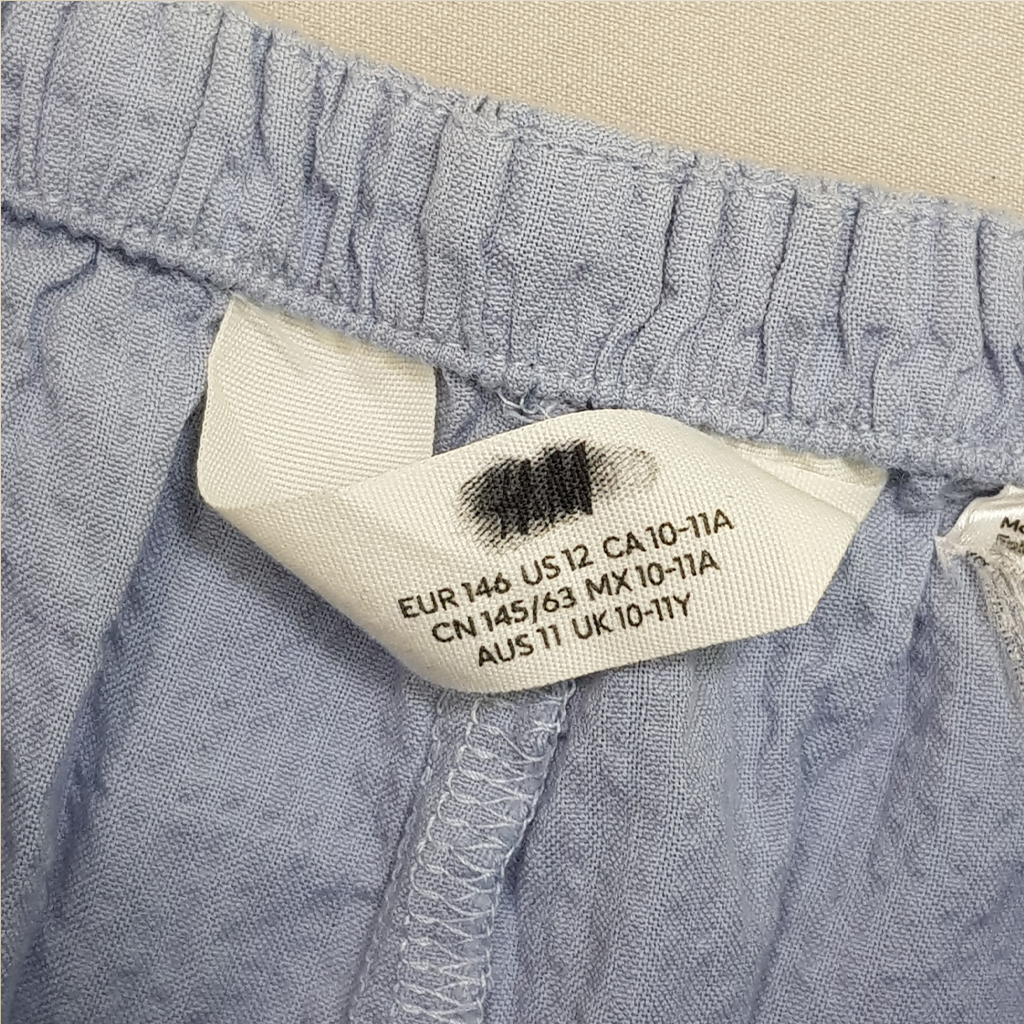 EUR 146 US 12 CA 10-11A
CN 145/63 MX 10-11A
AUS 11 UK 10-11Y